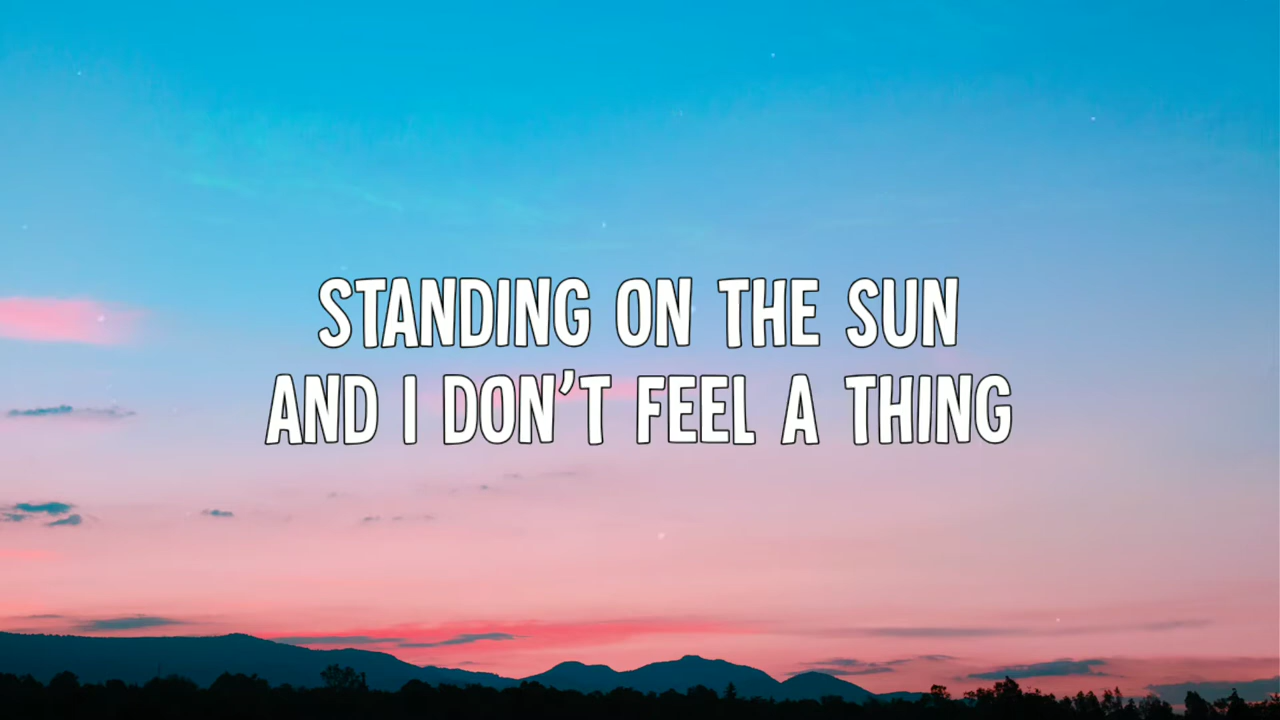 STANDING ON THE SUN
AND I DON’T FEEL A THING